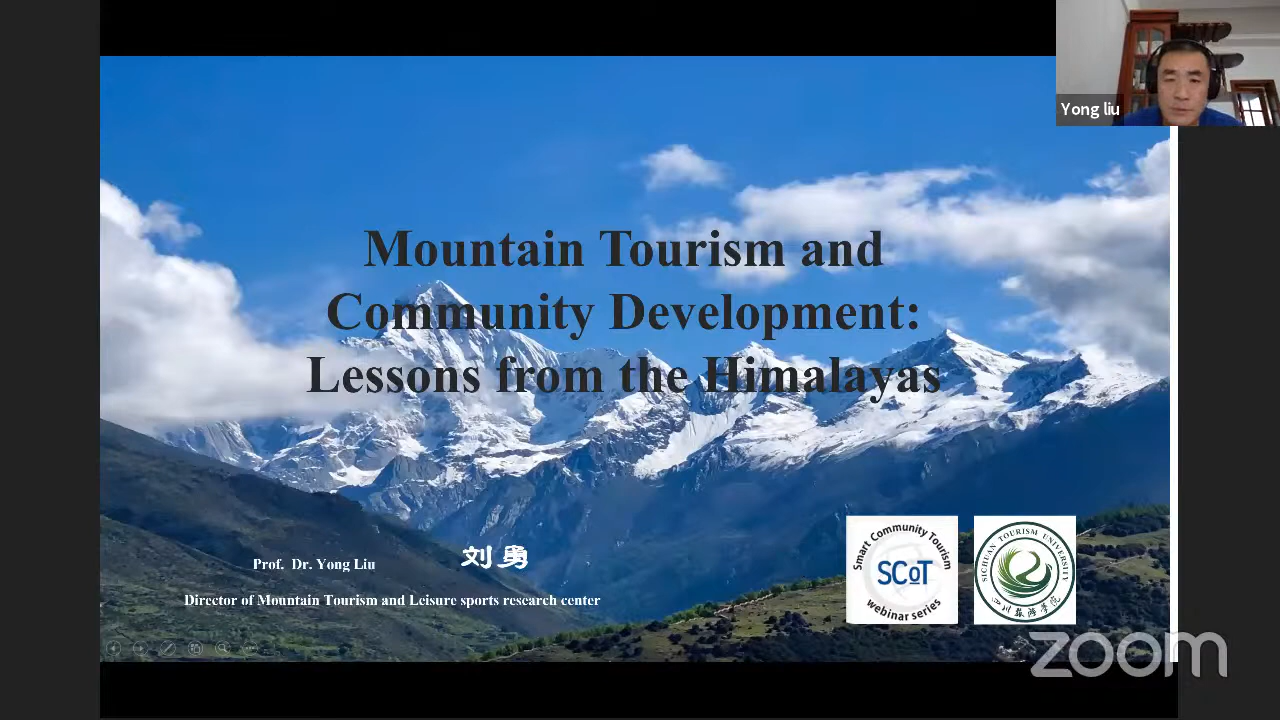 Yong liu
Mountain Tourism and
Community Development:
Lessons from the Himalayas
Prof. Dr. Yong Liu
刘勇
Director of Mountain Tourism and Leisure sports research center
Smart Community Tourism
SCoT
webinar series
SICHUAN TOURISM UNIVERSITY
四川旅游学院
zoom